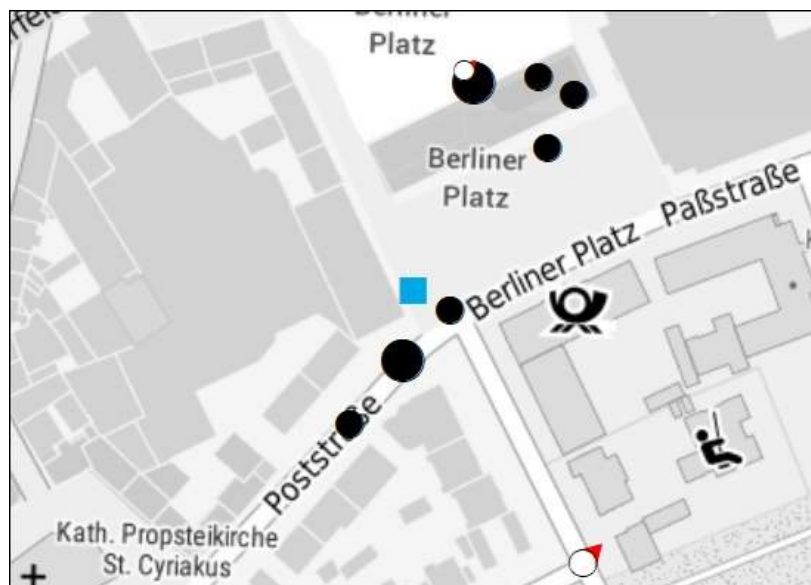 Berliner
Platz
Berliner
Platz
Berliner Platz
Paßstraße
Poststraße
Kath. Propsteikirche
St. Cyriakus